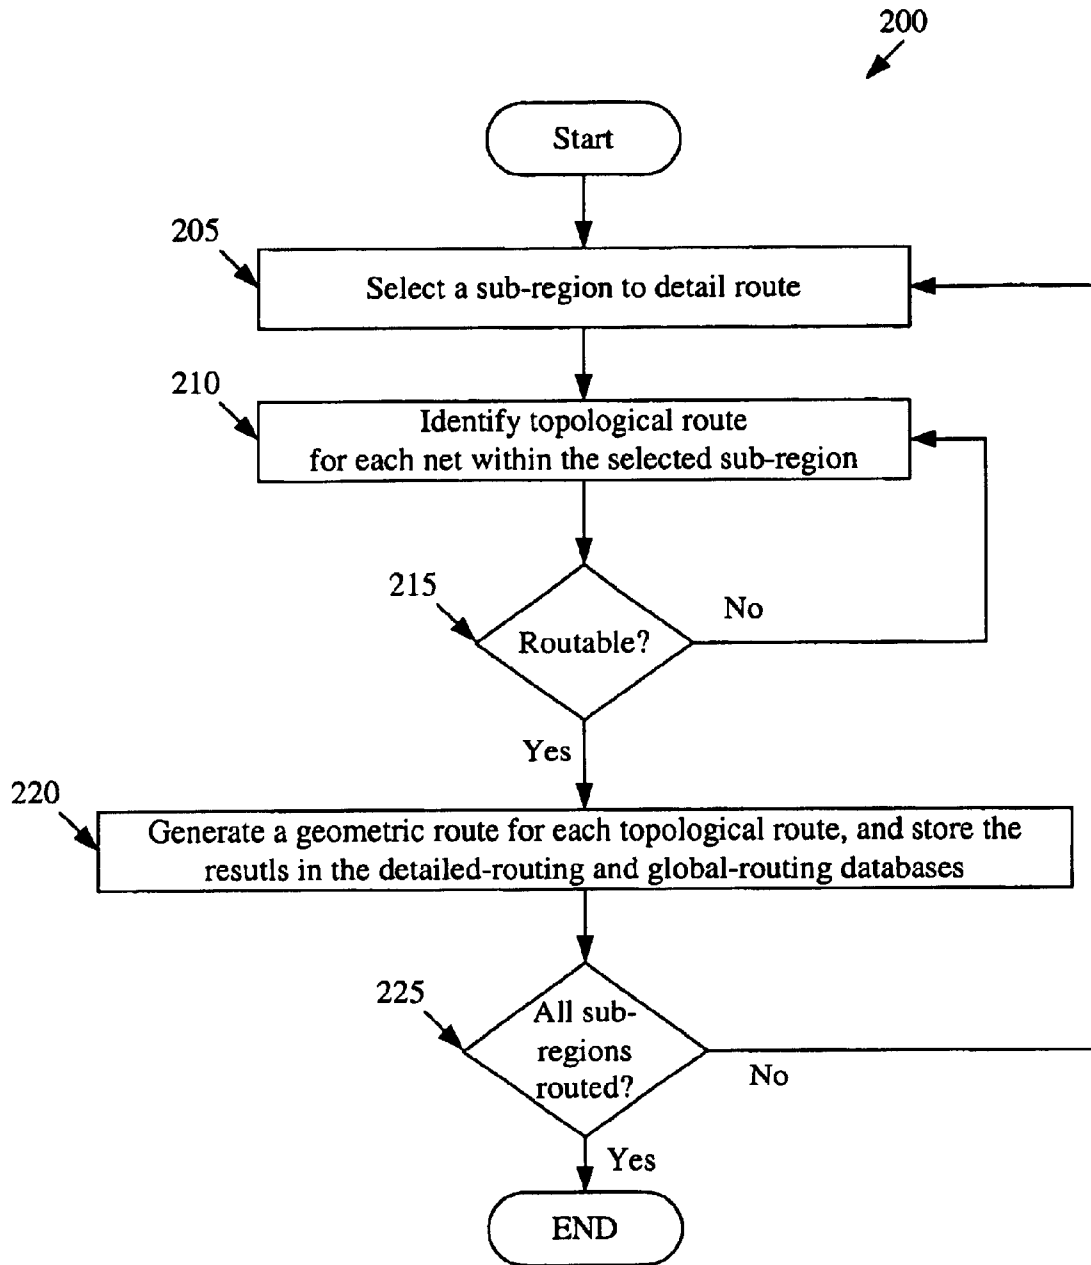 200
Start
205
Select a sub-region to detail route
210
Identify topological route
for each net within the selected sub-region
215
Routable?
No
Yes
220
Generate a geometric route for each topological route, and store the
resutls in the detailed-routing and global-routing databases
225
All sub-
regions
routed?
No
Yes
END